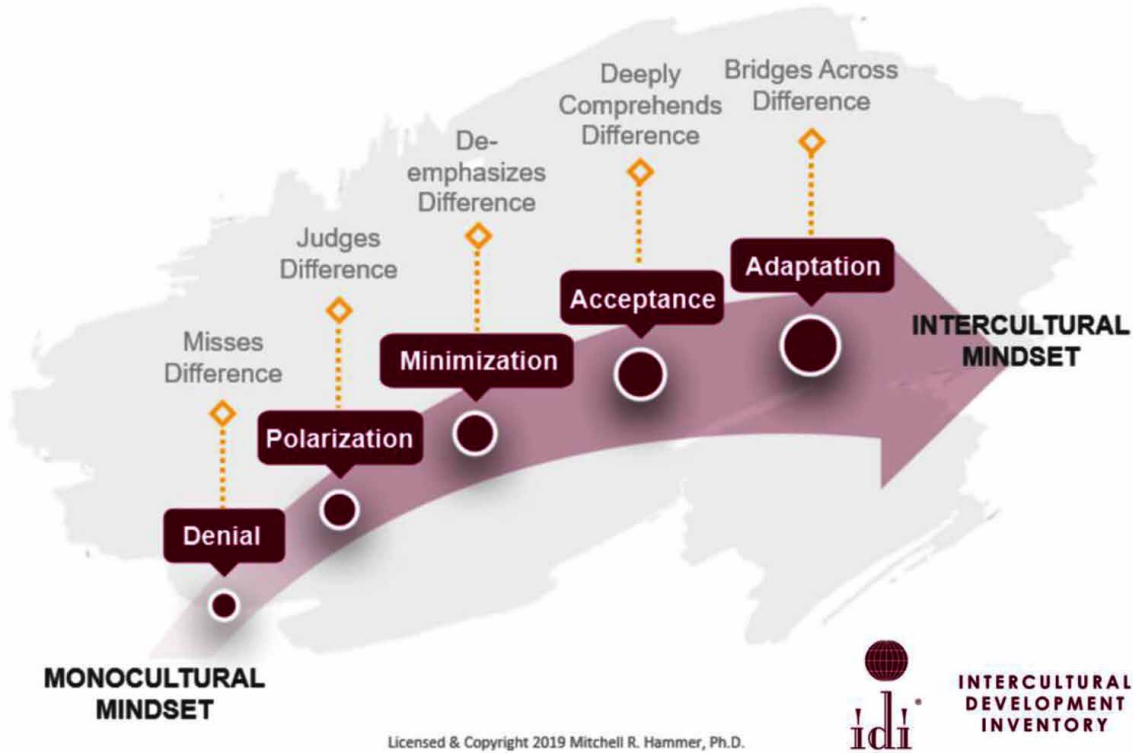 Misses
Difference
Denial
Judges
Difference
Polarization
De-
emphasizes
Difference
Minimization
Deeply
Comprehends
Difference
Acceptance
Bridges Across
Difference
Adaptation
INTERCULTURAL
MINDSET
MONOCULTURAL
MINDSET
idi®
INTERCULTURAL
DEVELOPMENT
INVENTORY
Licensed & Copyright 2019 Mitchell R. Hammer, Ph.D.